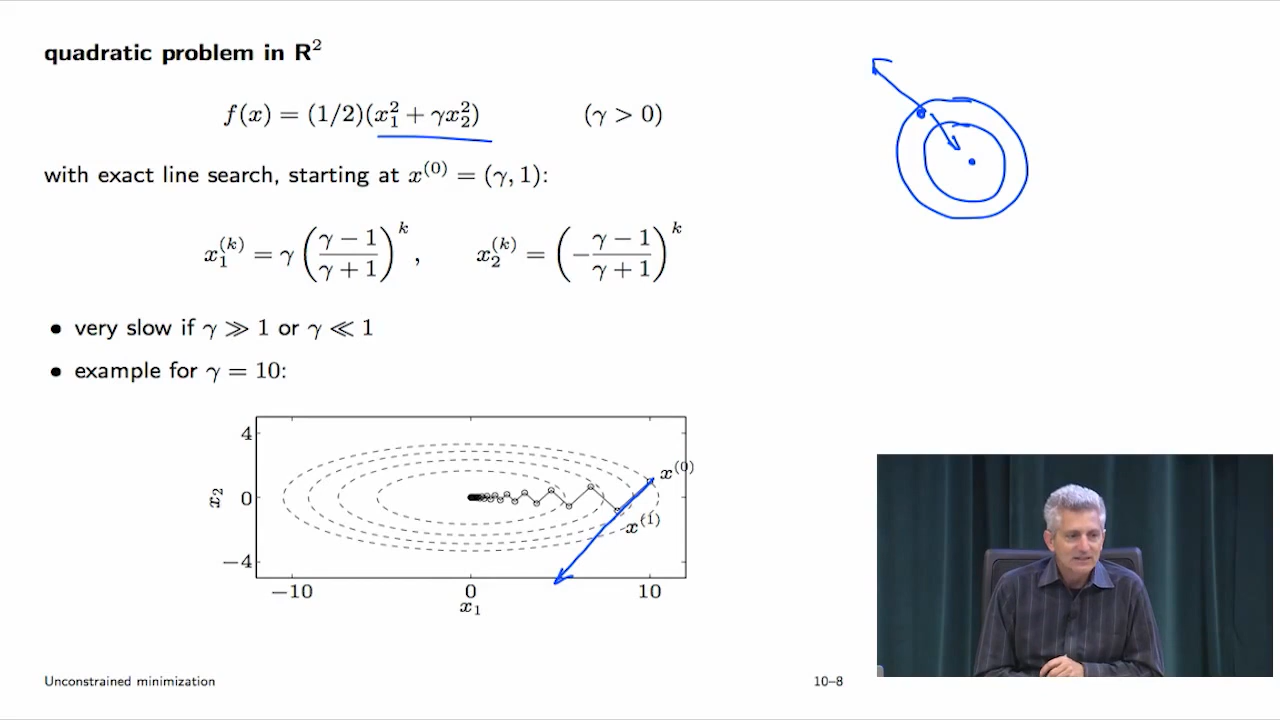 quadratic problem in R²
f(x) = (1/2)(x₁² + γx₂²) (γ > 0)
with exact line search, starting at x⁽⁰⁾ = (γ, 1):
x₁⁽ᵏ⁾ = γ ((γ − 1)/(γ + 1))ᵏ, x₂⁽ᵏ⁾ = (−(γ − 1)/(γ + 1))ᵏ
• very slow if γ ≫ 1 or γ ≪ 1
• example for γ = 10:
4
x⁽⁰⁾
x₂
0
x⁽¹⁾
−4
−10 0 10
x₁
Unconstrained minimization 10–8